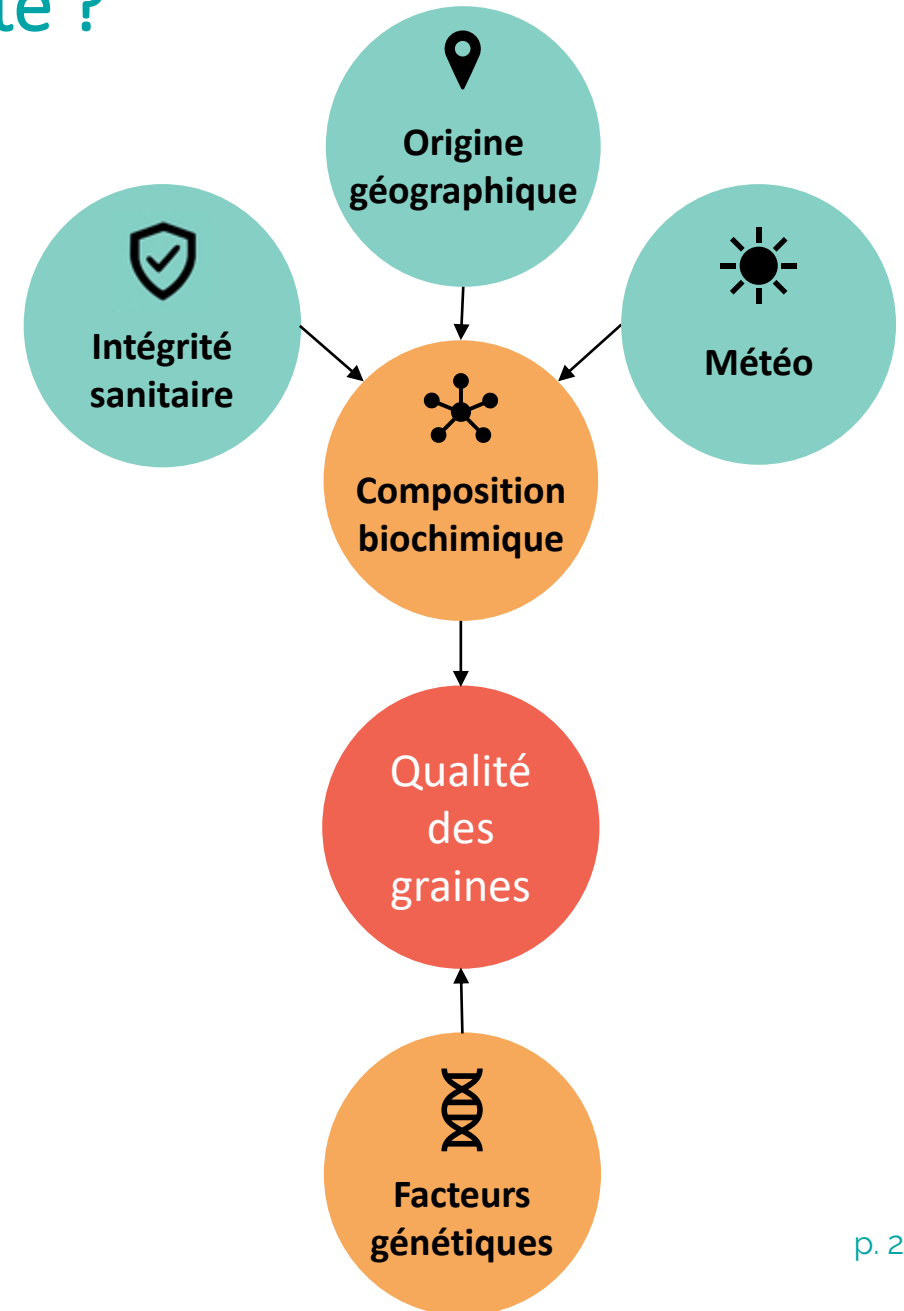 té ?
Origine
géographique
Intégrité
sanitaire
Météo
Composition
biochimique
Qualité
des
graines
Facteurs
génétiques
p. 2